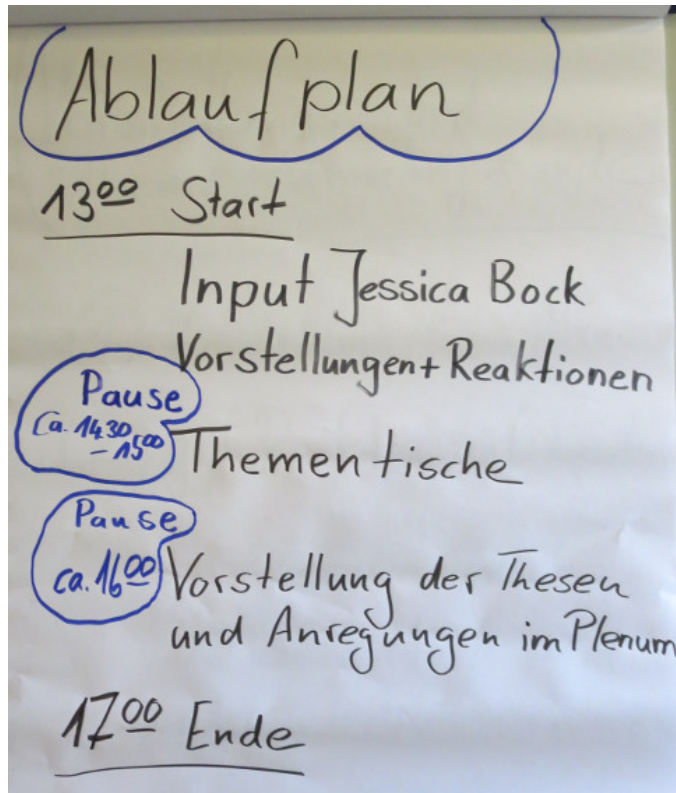 Ablaufplan
13⁰⁰ Start
Input Jessica Bock
Vorstellungen + Reaktionen
Pause
Ca. 14³⁰
- 15⁰⁰
Thementische
Pause
ca. 16⁰⁰
Vorstellung der Thesen
und Anregungen im Plenum
17⁰⁰ Ende